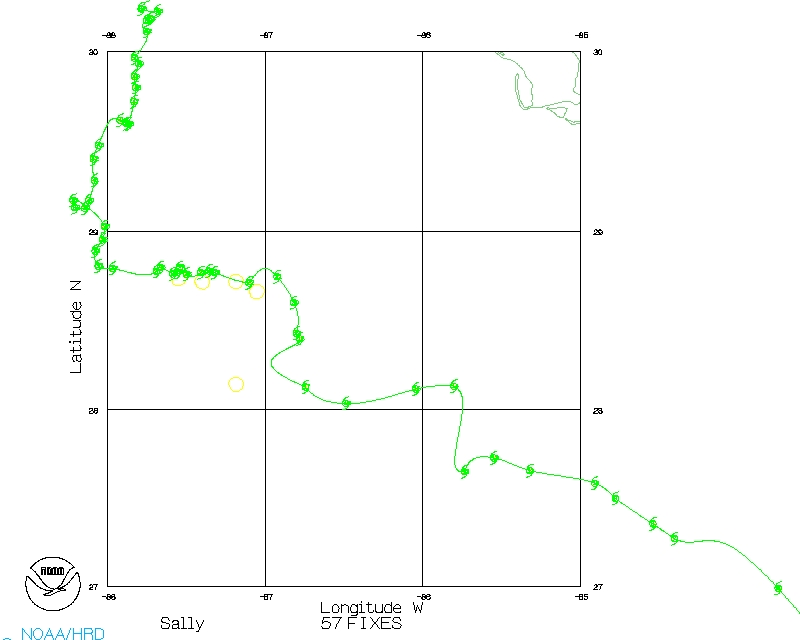 -88 -87 -86 -85
30 30
29 29
Latitude N
28 28
27 27
-88 -87 -86 -85
Longitude W
Sally 57 FIXES
NOAA
NOAA/HRD